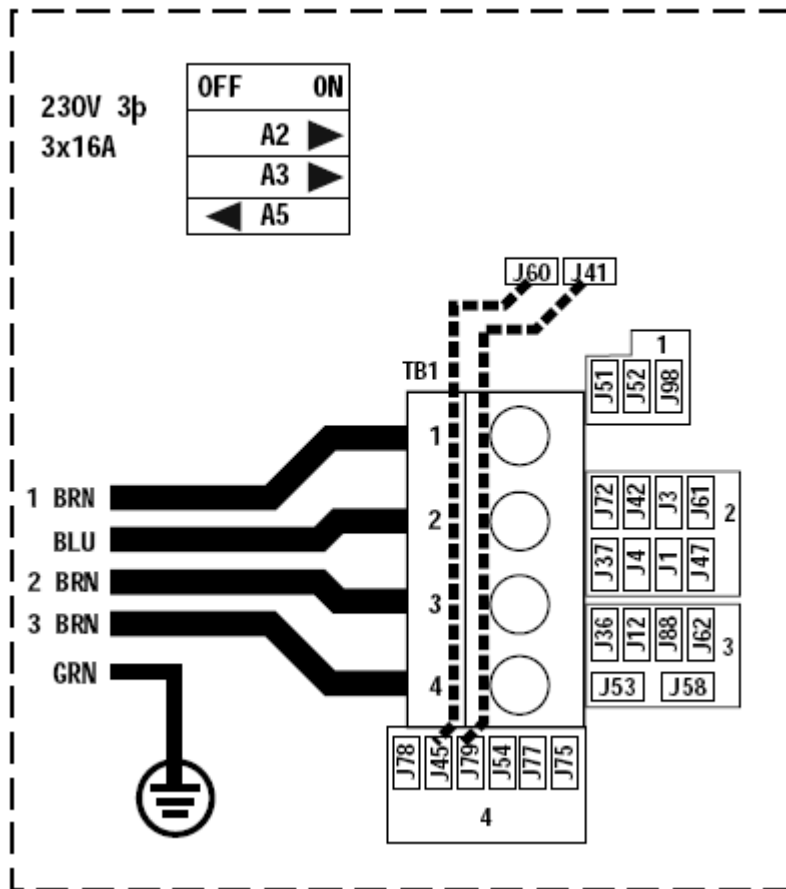 230V 3þ
3x16A
OFF ON
A2
A3
A5
J60 J41
TB1
1
J51 J52 J98
1
2
3
4
1 BRN
BLU
2 BRN
3 BRN
GRN
J72 J42 J3 J61
J37 J4 J1 J47
2
J36 J12 J88 J62
J53 J58
3
J78 J45 J79 J54 J77 J75
4